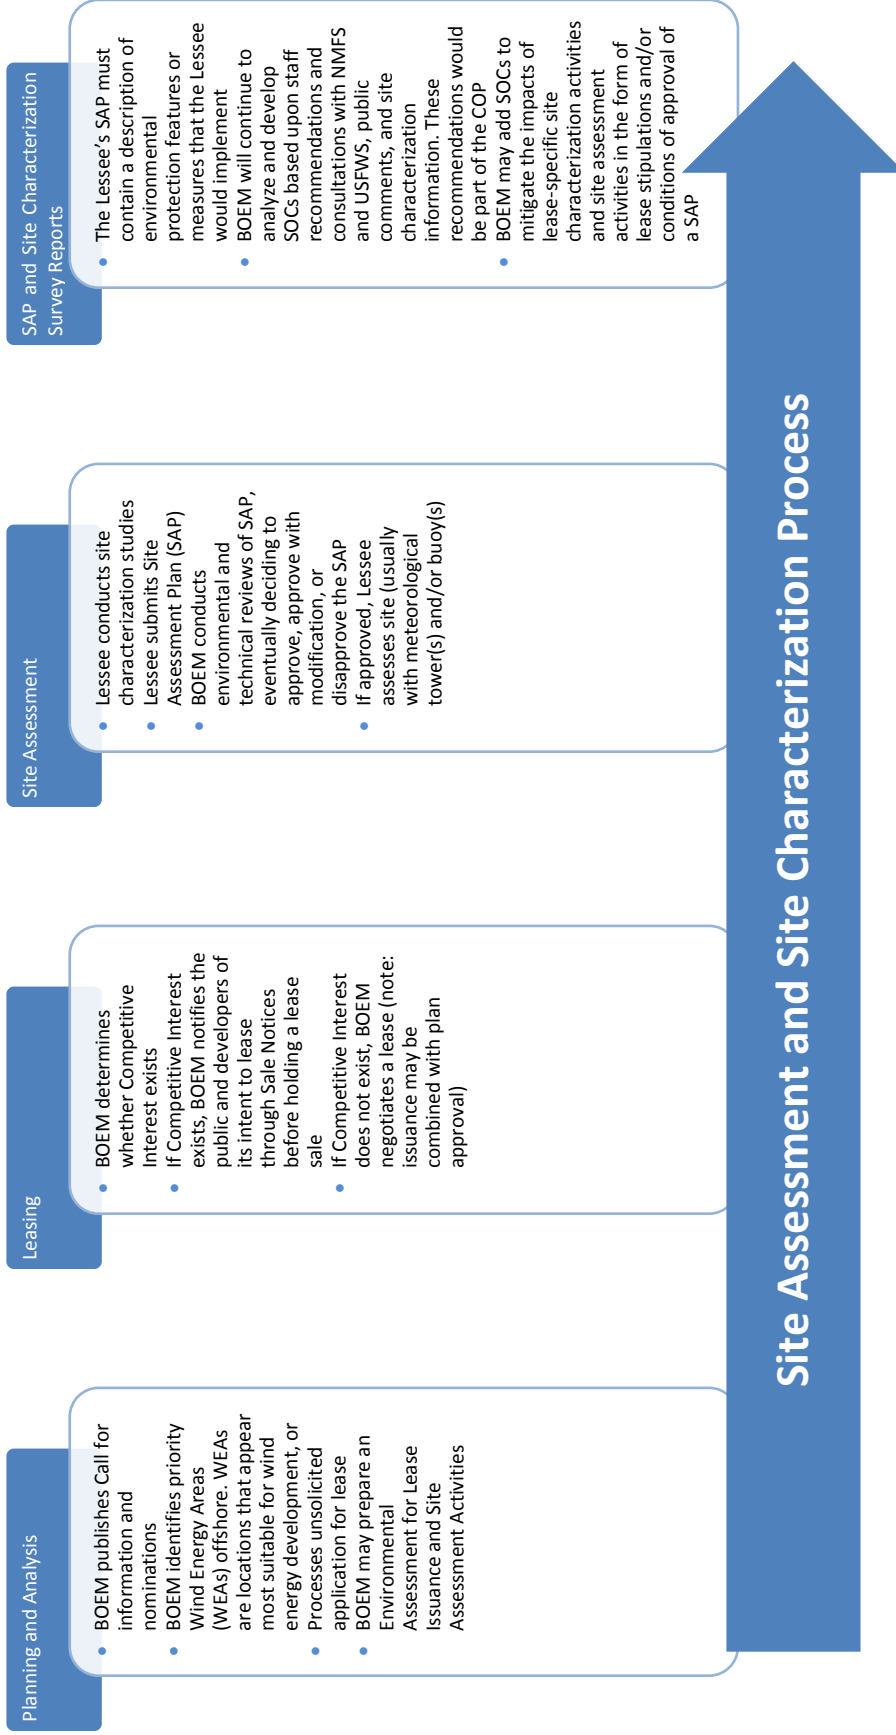 Planning and Analysis
• BOEM publishes Call for
information and
nominations
• BOEM identifies priority
Wind Energy Areas
(WEAs) offshore. WEAs
are locations that appear
most suitable for wind
energy development, or
• Processes unsolicited
application for lease
• BOEM may prepare an
Environmental
Assessment for Lease
Issuance and Site
Assessment Activities
Leasing
• BOEM determines
whether Competitive
Interest exists
• If Competitive Interest
exists, BOEM notifies the
public and developers of
its intent to lease
through Sale Notices
before holding a lease
sale
• If Competitive Interest
does not exist, BOEM
negotiates a lease (note:
issuance may be
combined with plan
approval)
Site Assessment
• Lessee conducts site
characterization studies
• Lessee submits Site
Assessment Plan (SAP)
• BOEM conducts
environmental and
technical reviews of SAP,
eventually deciding to
approve, approve with
modification, or
disapprove the SAP
• If approved, Lessee
assesses site (usually
with meteorological
tower(s) and/or buoy(s)
SAP and Site Characterization
Survey Reports
• The Lessee's SAP must
contain a description of
environmental
protection features or
measures that the Lessee
would implement
• BOEM will continue to
analyze and develop
SOCs based upon staff
recommendations and
consultations with NMFS
and USFWS, public
comments, and site
characterization
information. These
recommendations would
be part of the COP
• BOEM may add SOCs to
mitigate the impacts of
lease-specific site
characterization activities
and site assessment
activities in the form of
lease stipulations and/or
conditions of approval of
a SAP
Site Assessment and Site Characterization Process